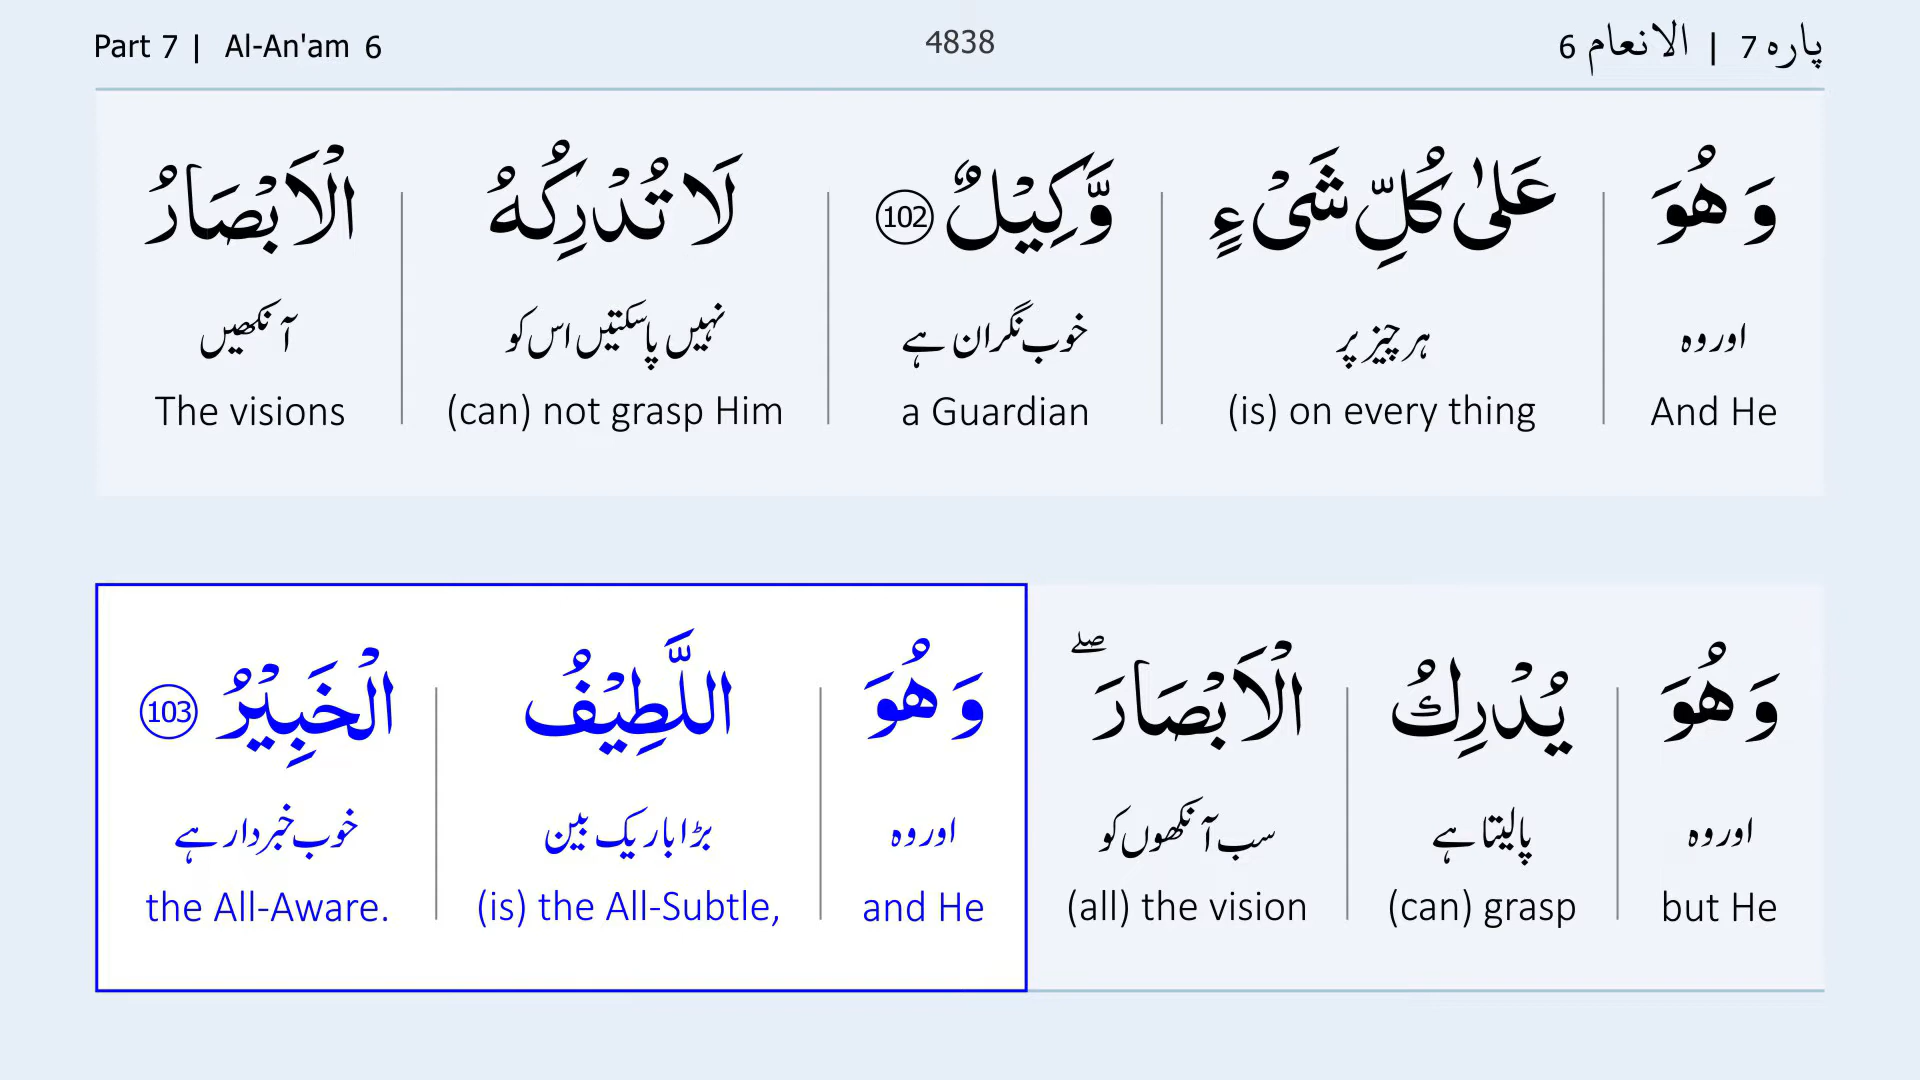 Part 7 | Al-An'am 6 4838 پارہ 7 | الانعام 6
وَ هُوَ عَلٰى كُلِّ شَیْءٍ وَّكِیْلٌ 102 لَا تُدْرِكُهُ الْاَبْصَارُ
اور وہ ہر چیز پر خوب نگران ہے نہیں پاسکتیں اس کو آنکھیں
And He (is) on every thing a Guardian (can) not grasp Him The visions
وَ هُوَ یُدْرِكُ الْاَبْصَارَ ۖ وَ هُوَ اللَّطِیْفُ الْخَبِیْرُ 103
اور وہ پالیتا ہے سب آنکھوں کو اور وہ بڑا باریک بین خوب خبردار ہے
but He (can) grasp (all) the vision and He (is) the All-Subtle, the All-Aware.